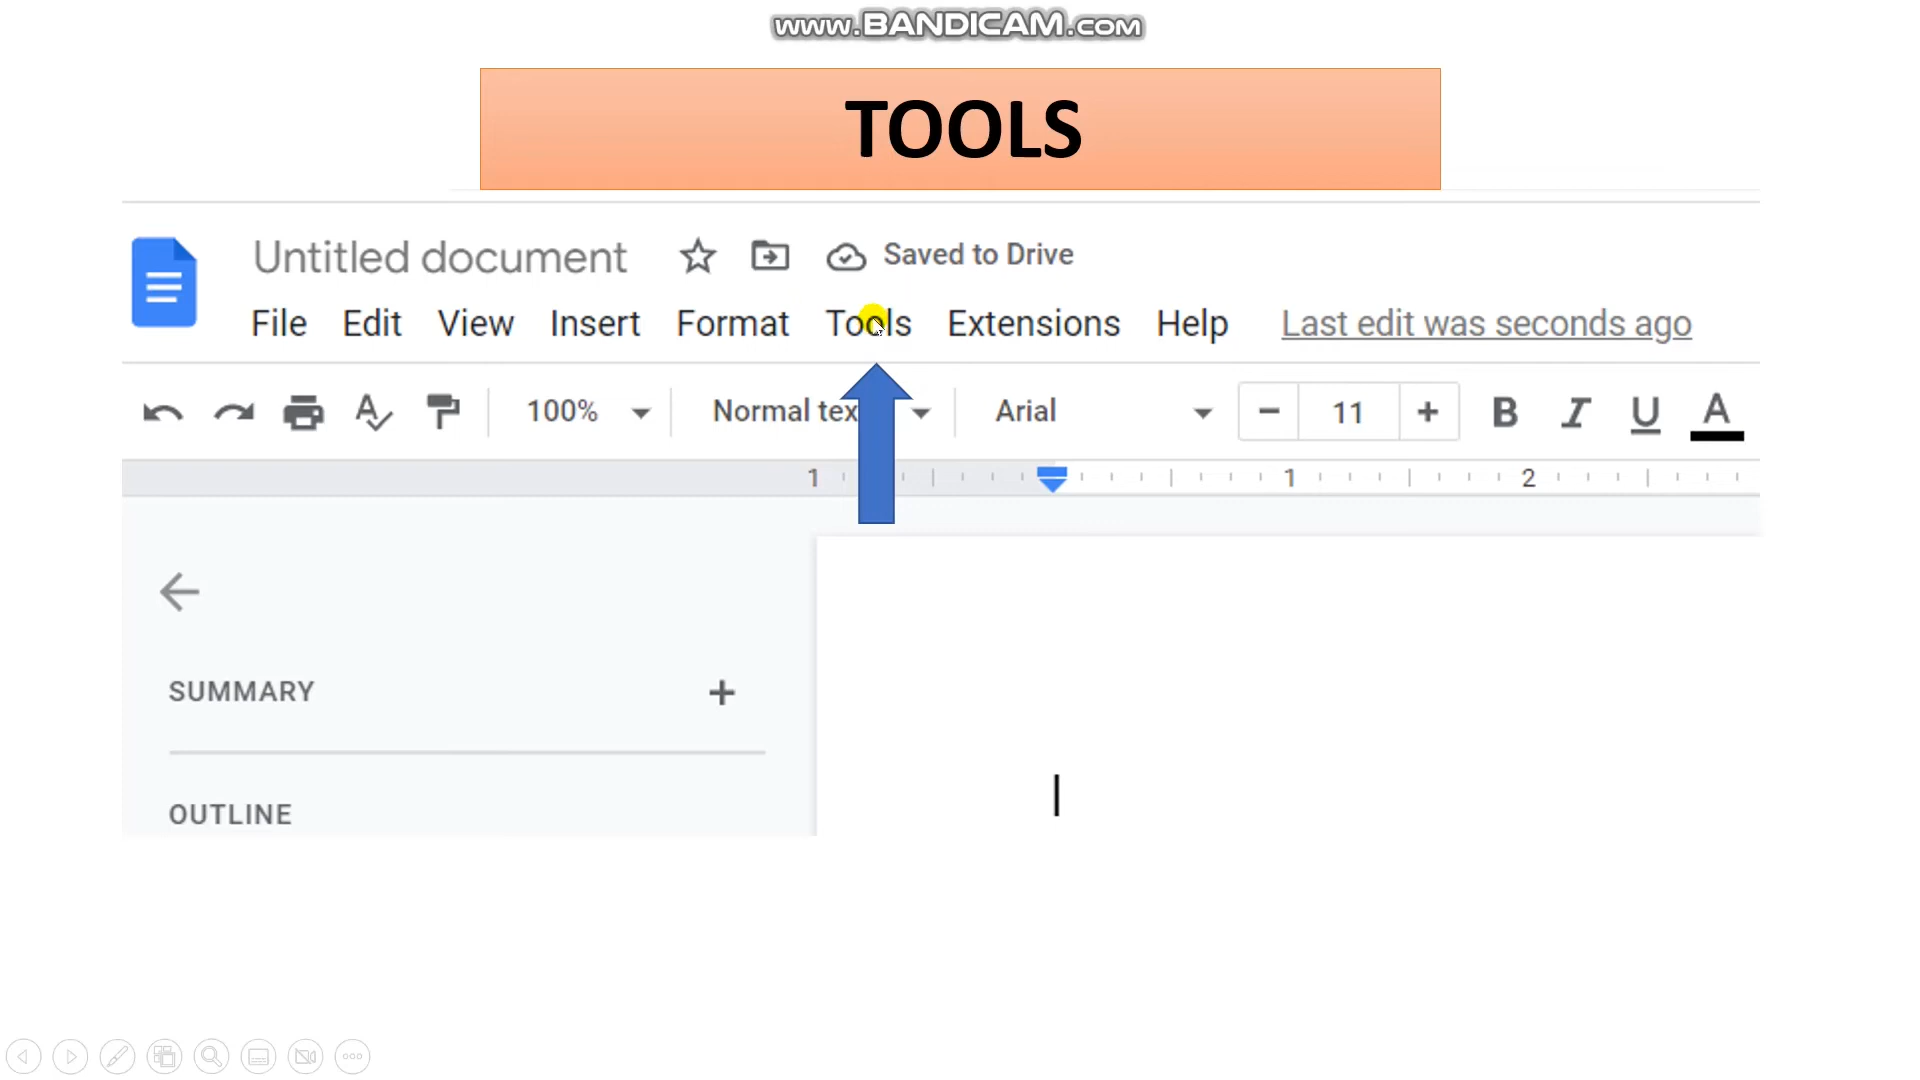 www.BANDICAM.com
TOOLS
Untitled document Saved to Drive
File Edit View Insert Format Tools Extensions Help Last edit was seconds ago
100% Normal tex Arial 11 B I U A
1 1 2
SUMMARY
OUTLINE